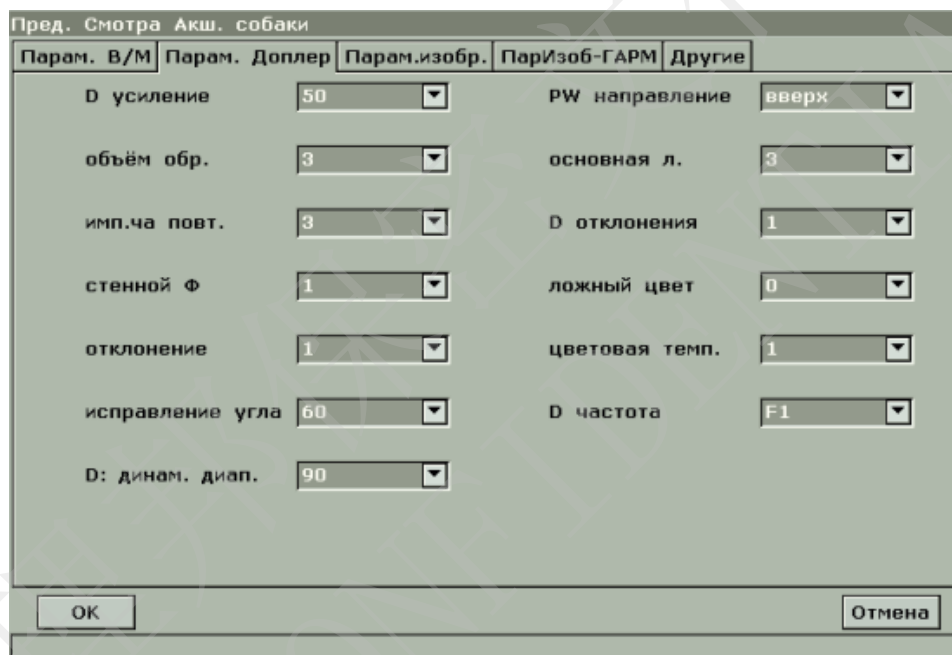 Пред. Смотра Акш. собаки
Парам. В/М Парам. Доплер Парам.изобр. ПарИзоб-ГАРМ Другие
D усиление 50 PW направление вверх
объём обр. 3 основная л. 3
имп.ча повт. 3 D отклонения 1
стенной Ф 1 ложный цвет 0
отклонение 1 цветовая темп. 1
исправление угла 60 D частота F1
D: динам. диап. 90
OK Отмена